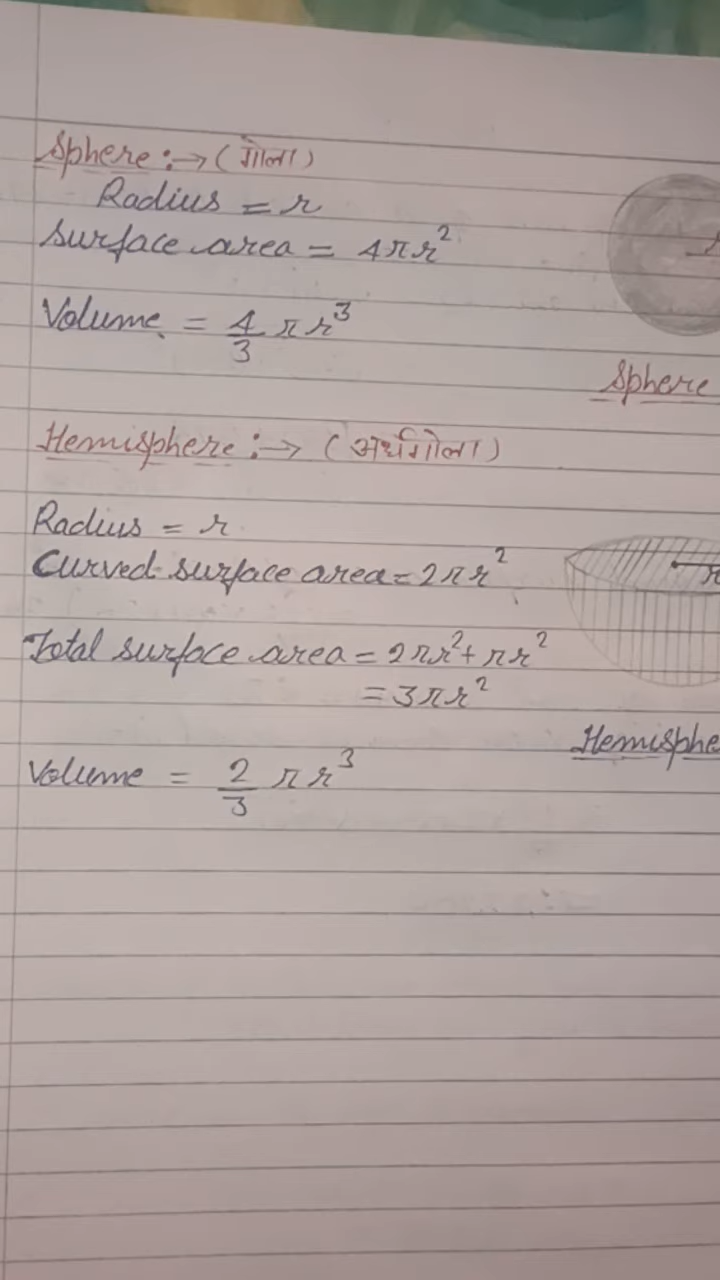 Sphere :→ (गोला)
Radius = r
Surface area = 4πr²
Volume = 4/3 πr³
Sphere
Hemisphere :→ (अर्धगोला)
Radius = r
Curved surface area = 2πr²
r
Total surface area = 2πr² + πr²
= 3πr²
Hemisphe
Volume = 2/3 πr³